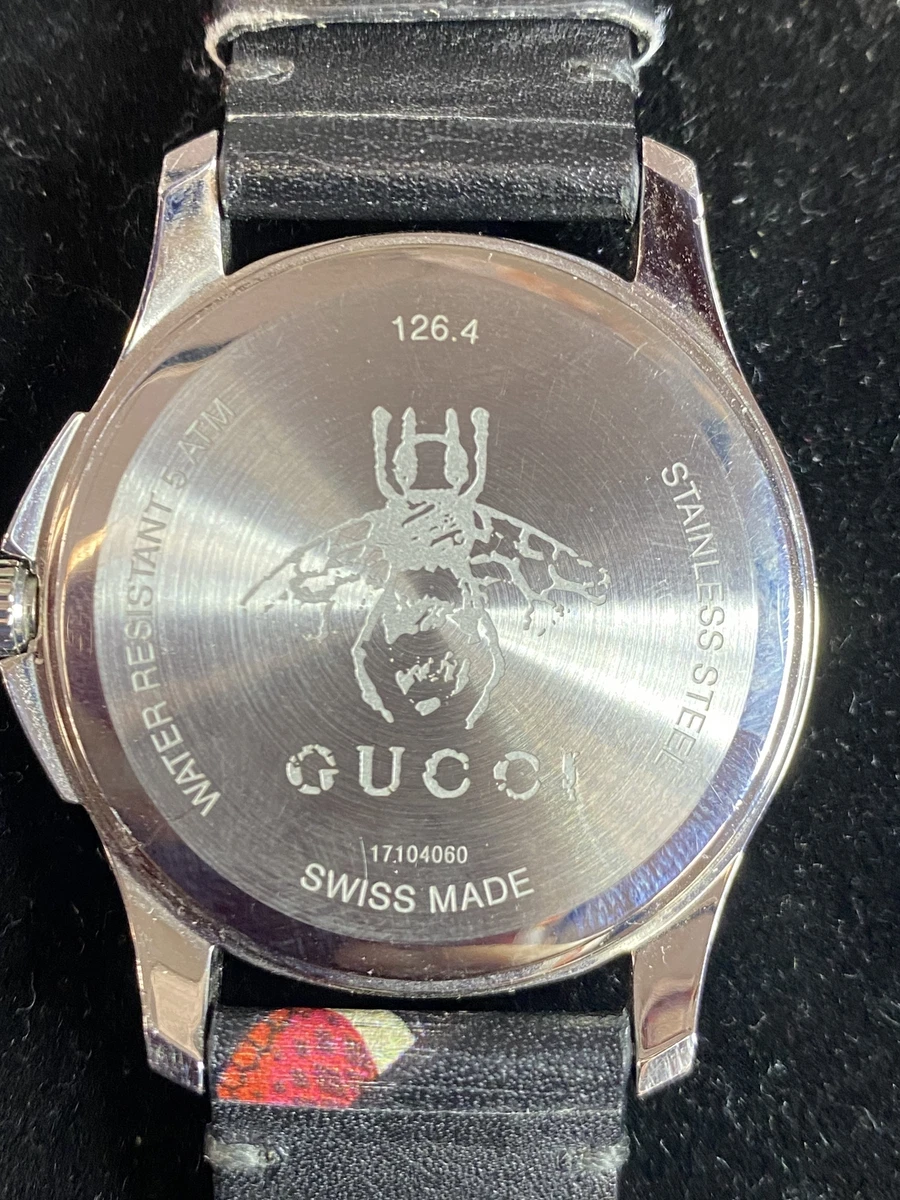 126.4
WATER RESISTANT 5 ATM
STAINLESS STEEL
GUCCI
17104060
SWISS MADE